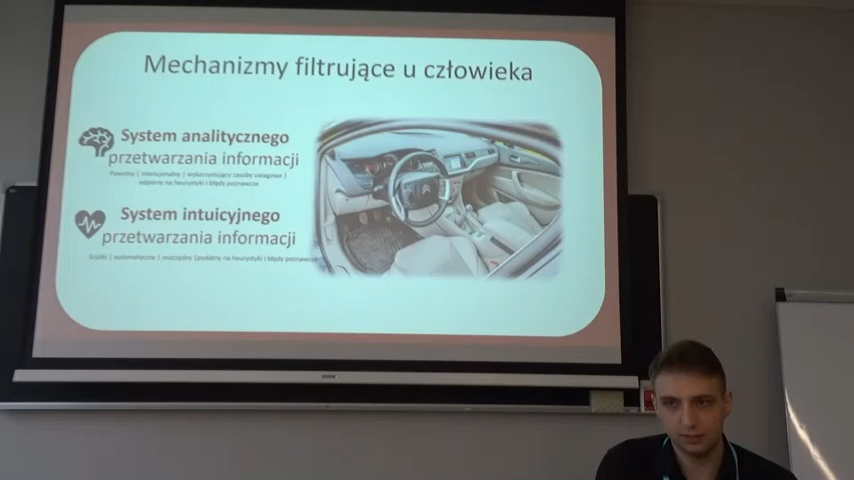 Mechanizmy filtrujące u człowieka
System analitycznego
przetwarzania informacji
Powolny | intencjonalny | wykorzystujący zasoby uwagowe |
odporny na heurystyki i błędy poznawcze
System intuicyjnego
przetwarzania informacji
Szybki | automatyczny | oszczędny |podatny na heurystyki i błędy poznawcze